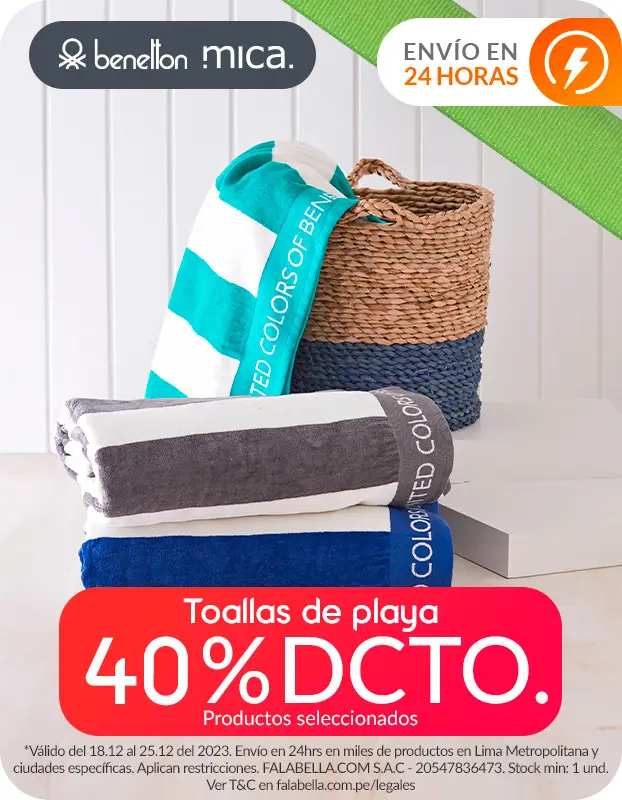 benetton mica.
ENVÍO EN
24 HORAS
TED COLORS OF BENE
UNITED COLORS
COLORS
Toallas de playa
40% DCTO.
Productos seleccionados
*Válido del 18.12 al 25.12 del 2023. Envío en 24hrs en miles de productos en Lima Metropolitana y
ciudades específicas. Aplican restricciones. FALABELLA.COM S.A.C - 20547836473. Stock min: 1 und.
Ver T&C en falabella.com.pe/legales